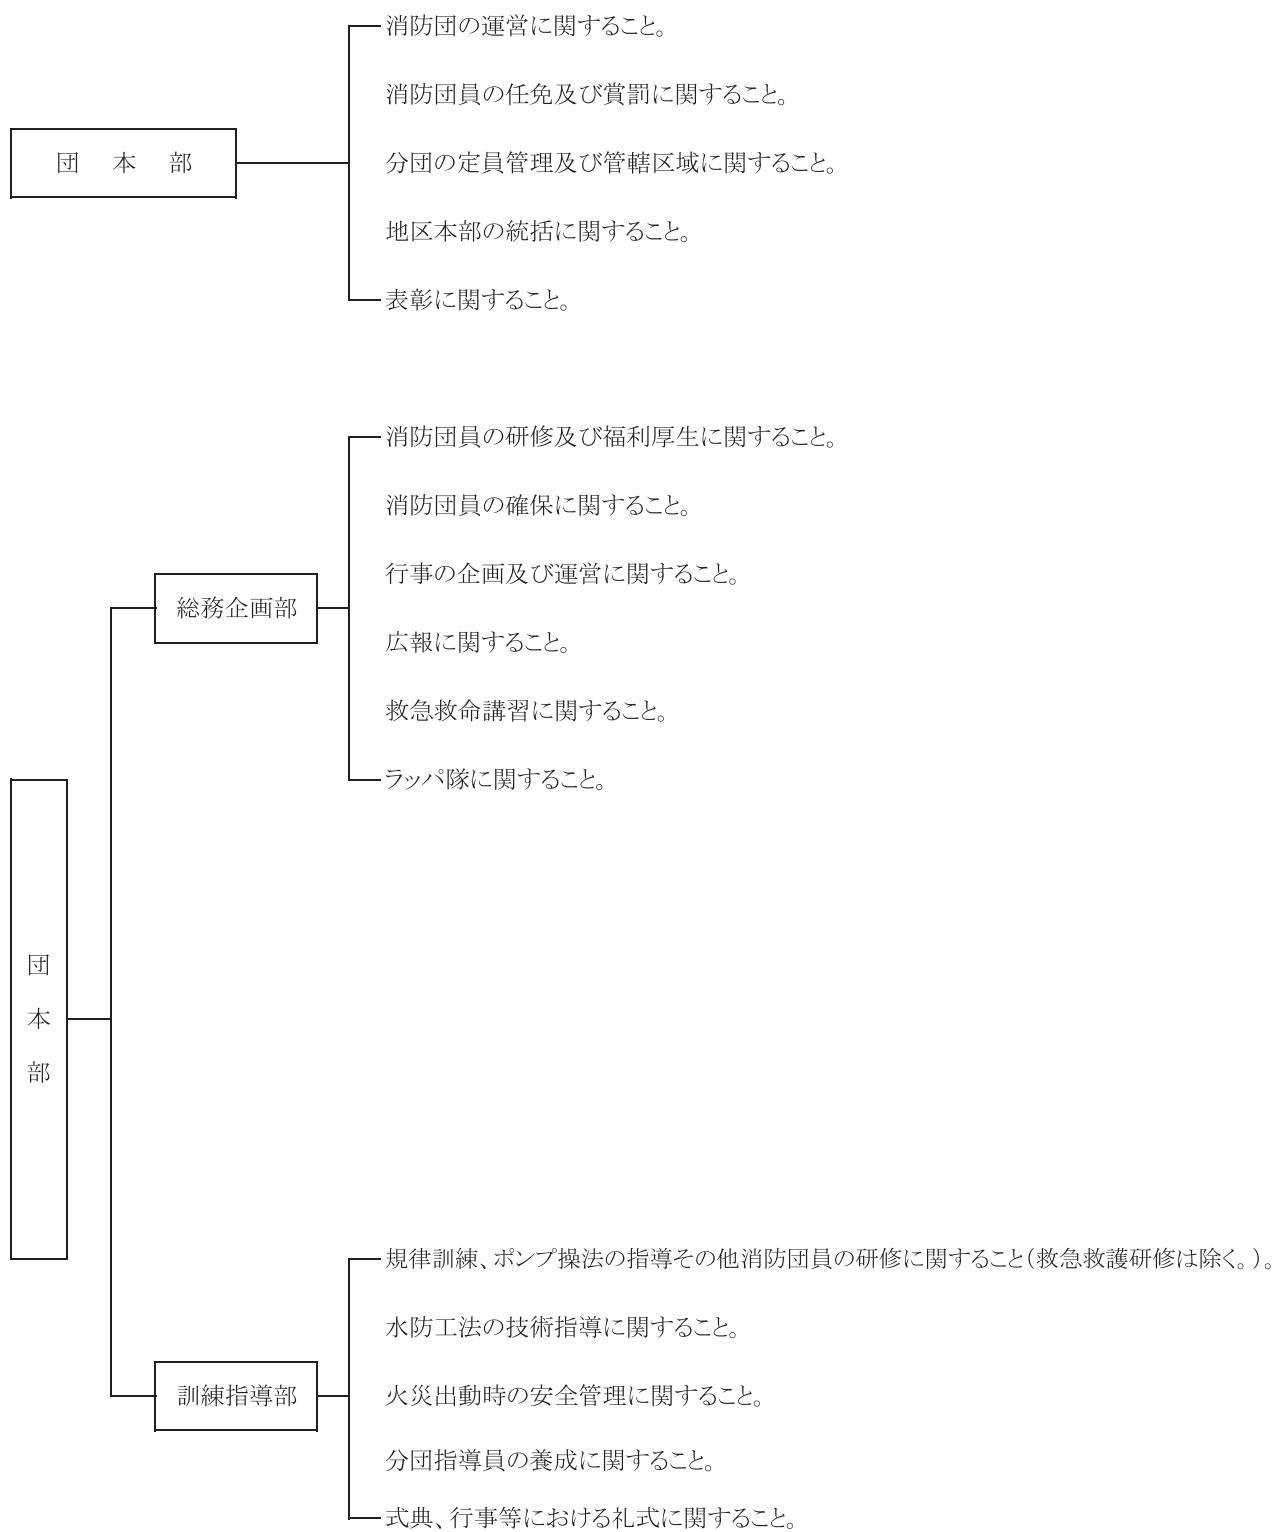 団本部
消防団の運営に関すること。
消防団員の任免及び賞罰に関すること。
分団の定員管理及び管轄区域に関すること。
地区本部の統括に関すること。
表彰に関すること。
団本部
総務企画部
消防団員の研修及び福利厚生に関すること。
消防団員の確保に関すること。
行事の企画及び運営に関すること。
広報に関すること。
救急救命講習に関すること。
ラッパ隊に関すること。
訓練指導部
規律訓練、ポンプ操法の指導その他消防団員の研修に関すること(救急救護研修は除く。)。
水防工法の技術指導に関すること。
火災出動時の安全管理に関すること。
分団指導員の養成に関すること。
式典、行事等における礼式に関すること。